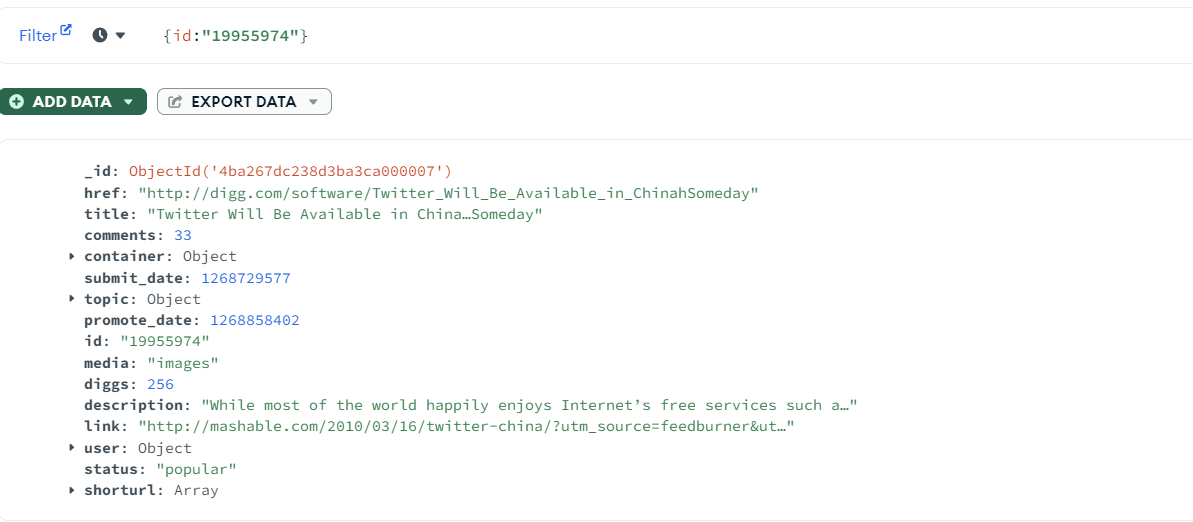 Filter {id:"19955974"}
ADD DATA EXPORT DATA
_id: ObjectId('4ba267dc238d3ba3ca000007')
href: "http://digg.com/software/Twitter_Will_Be_Available_in_ChinahSomeday"
title: "Twitter Will Be Available in China…Someday"
comments: 33
container: Object
submit_date: 1268729577
topic: Object
promote_date: 1268858402
id: "19955974"
media: "images"
diggs: 256
description: "While most of the world happily enjoys Internet’s free services such a…"
link: "http://mashable.com/2010/03/16/twitter-china/?utm_source=feedburner&ut…"
user: Object
status: "popular"
shorturl: Array